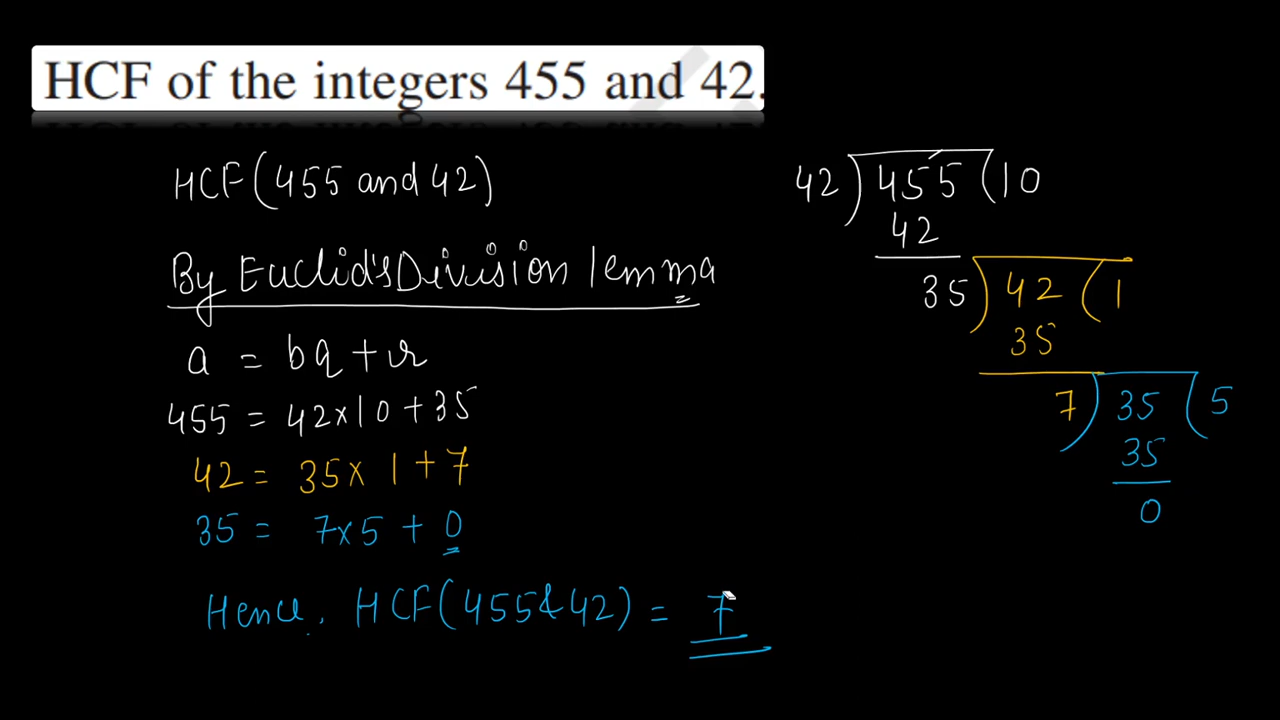 HCF of the integers 455 and 42.
HCF(455 and 42)
By Euclid's Division lemma
a = bq + r
455 = 42 × 10 + 35
42 = 35 × 1 + 7
35 = 7 × 5 + 0
Hence, HCF(455 & 42) = 7
42 ) 455 ( 10
42
35 ) 42 ( 1
35
7 ) 35 ( 5
35
0